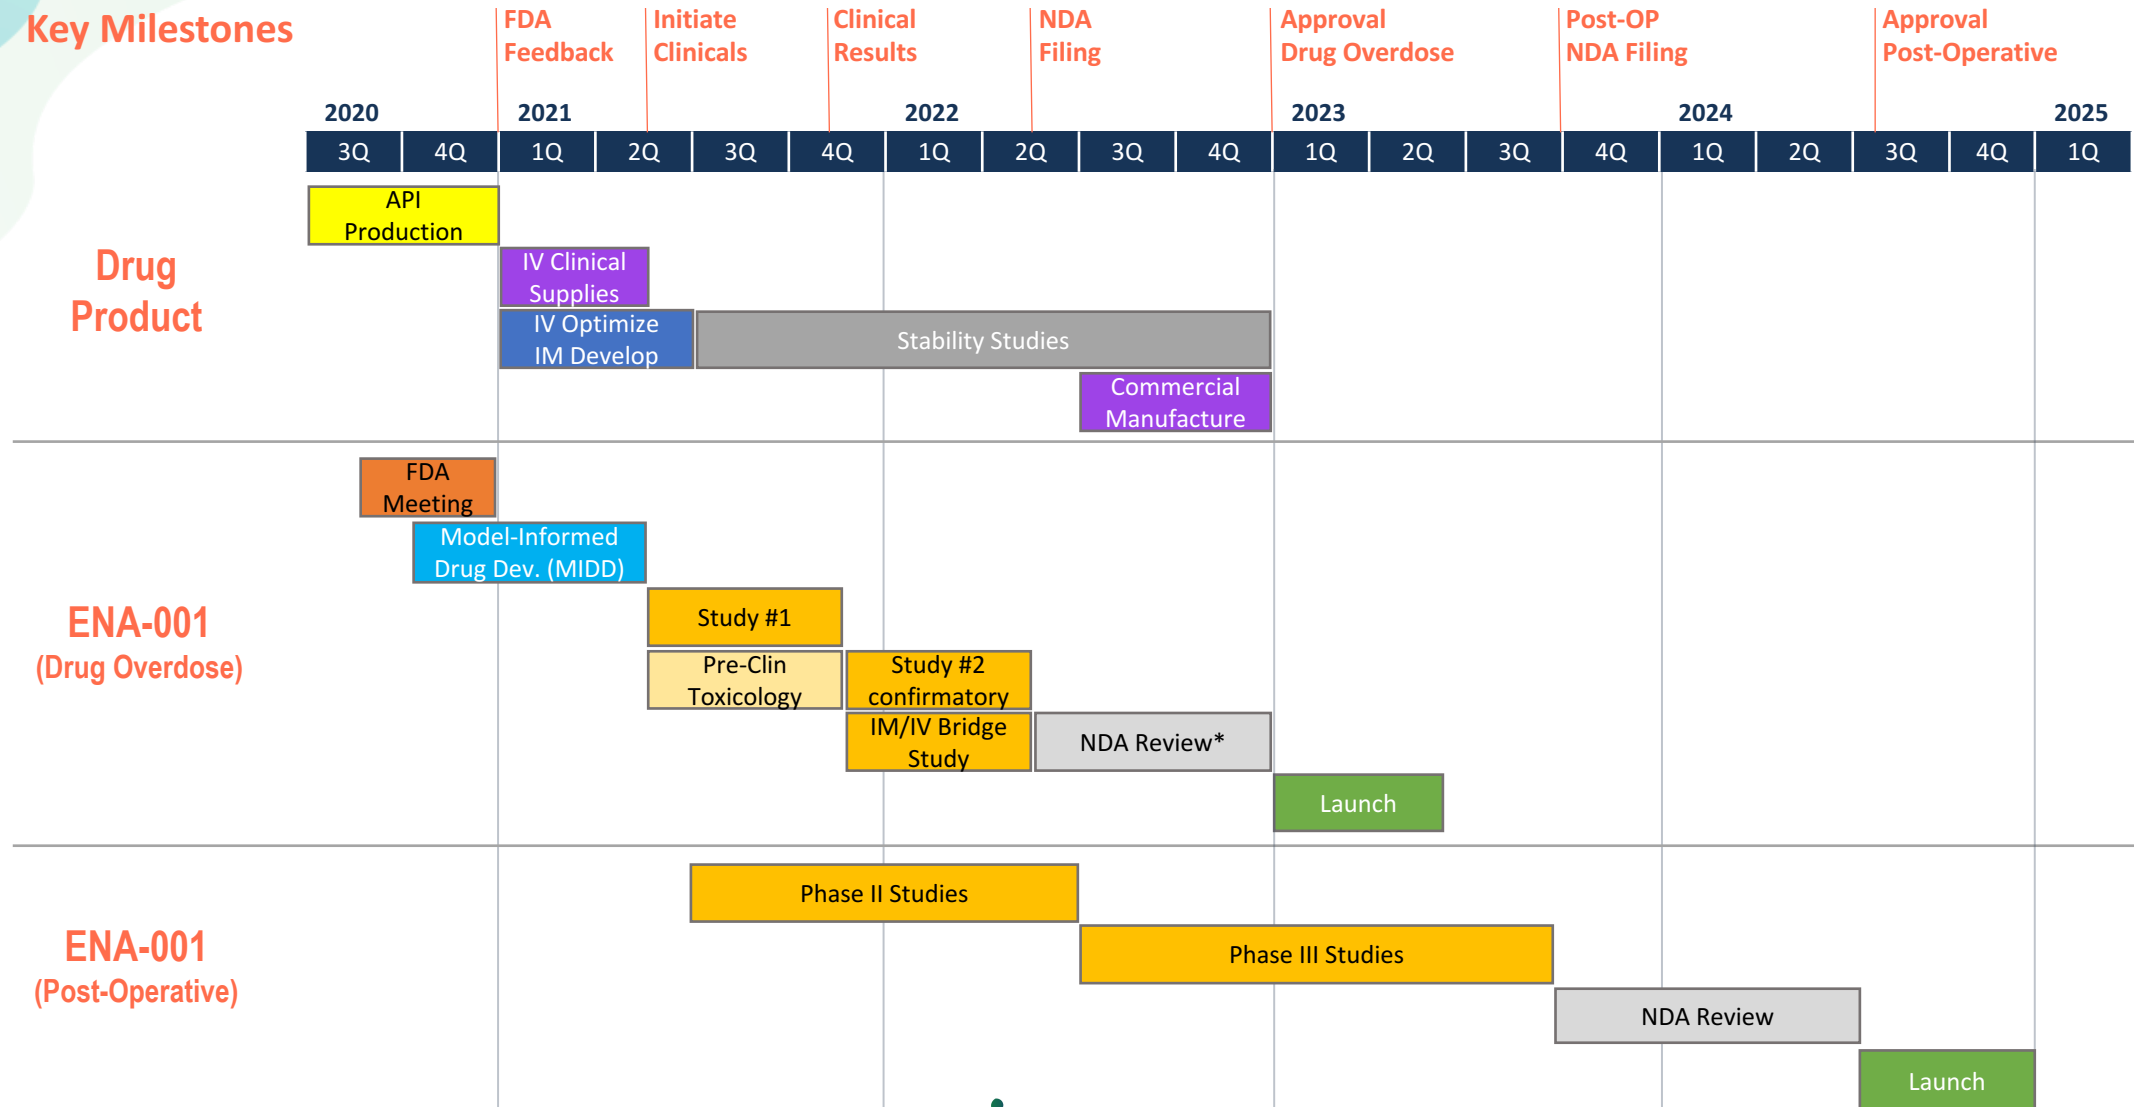 Key Milestones
FDA
Feedback
Initiate
Clinicals
Clinical
Results
NDA
Filing
Approval
Drug Overdose
Post-OP
NDA Filing
Approval
Post-Operative
2020 2021 2022 2023 2024 2025
3Q 4Q 1Q 2Q 3Q 4Q 1Q 2Q 3Q 4Q 1Q 2Q 3Q 4Q 1Q 2Q 3Q 4Q 1Q
Drug
Product
API
Production
IV Clinical
Supplies
IV Optimize
IM Develop
Stability Studies
Commercial
Manufacture
ENA-001
(Drug Overdose)
FDA
Meeting
Model-Informed
Drug Dev. (MIDD)
Study #1
Pre-Clin
Toxicology
Study #2
confirmatory
IM/IV Bridge
Study
NDA Review*
Launch
ENA-001
(Post-Operative)
Phase II Studies
Phase III Studies
NDA Review
Launch